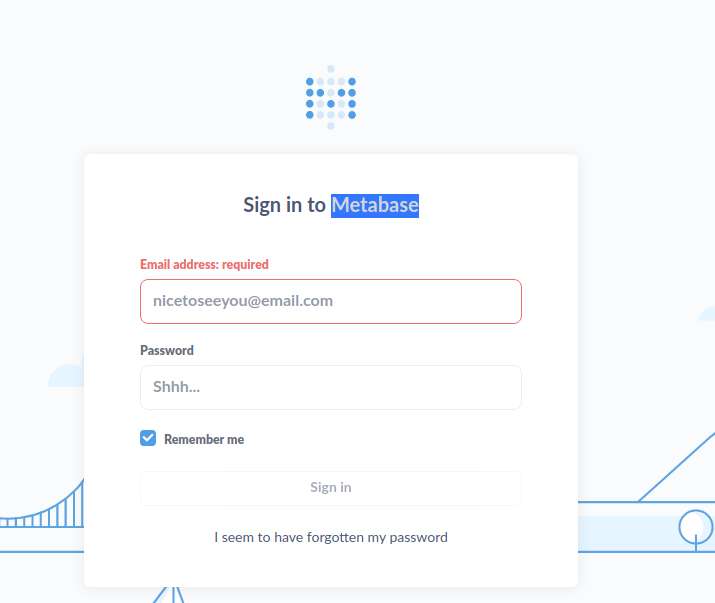 Sign in to Metabase
Email address: required
nicetoseeyou@email.com
Password
Shhh...
Remember me
Sign in
I seem to have forgotten my password